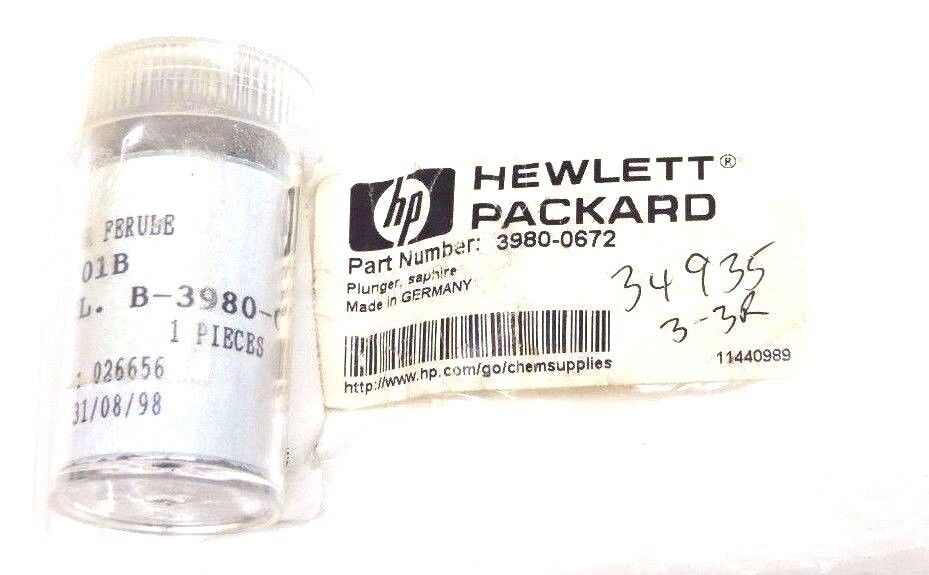 FERULE
01B
L. B-3980-
1 PIECES
: 026656
31/08/98
hp
HEWLETT®
PACKARD
Part Number: 3980-0672
Plunger, saphire
Made in GERMANY
34935
3-3R
http://www.hp.com/go/chemsupplies
11440989